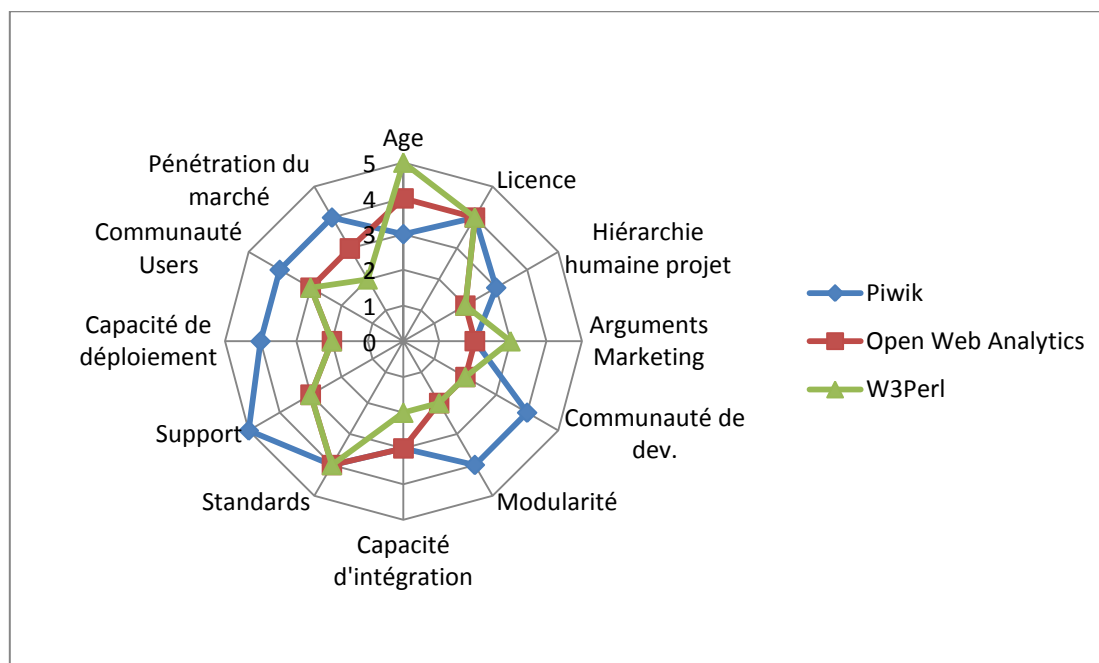 Age
Pénétration du
marché
5
4
3
2
1
0
Licence
Communauté
Users
Hiérarchie
humaine projet
Capacité de
déploiement
Arguments
Marketing
Support
Communauté de
dev.
Standards
Modularité
Capacité
d'intégration
Piwik
Open Web Analytics
W3Perl